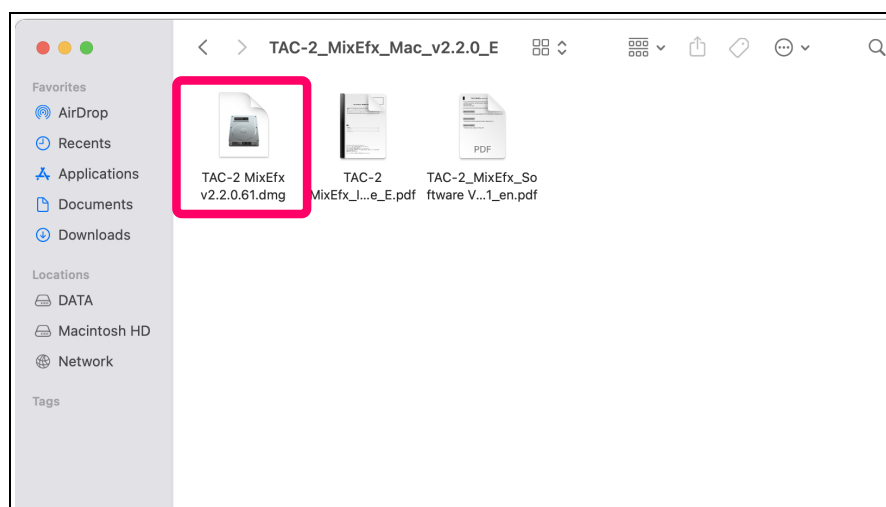 TAC-2_MixEfx_Mac_v2.2.0_E
Favorites
AirDrop
Recents
Applications
Documents
Downloads
Locations
DATA
Macintosh HD
Network
Tags
TAC-2 MixEfx
v2.2.0.61.dmg
TAC-2
MixEfx_I...e_E.pdf
PDF
TAC-2_MixEfx_So
ftware V...1_en.pdf